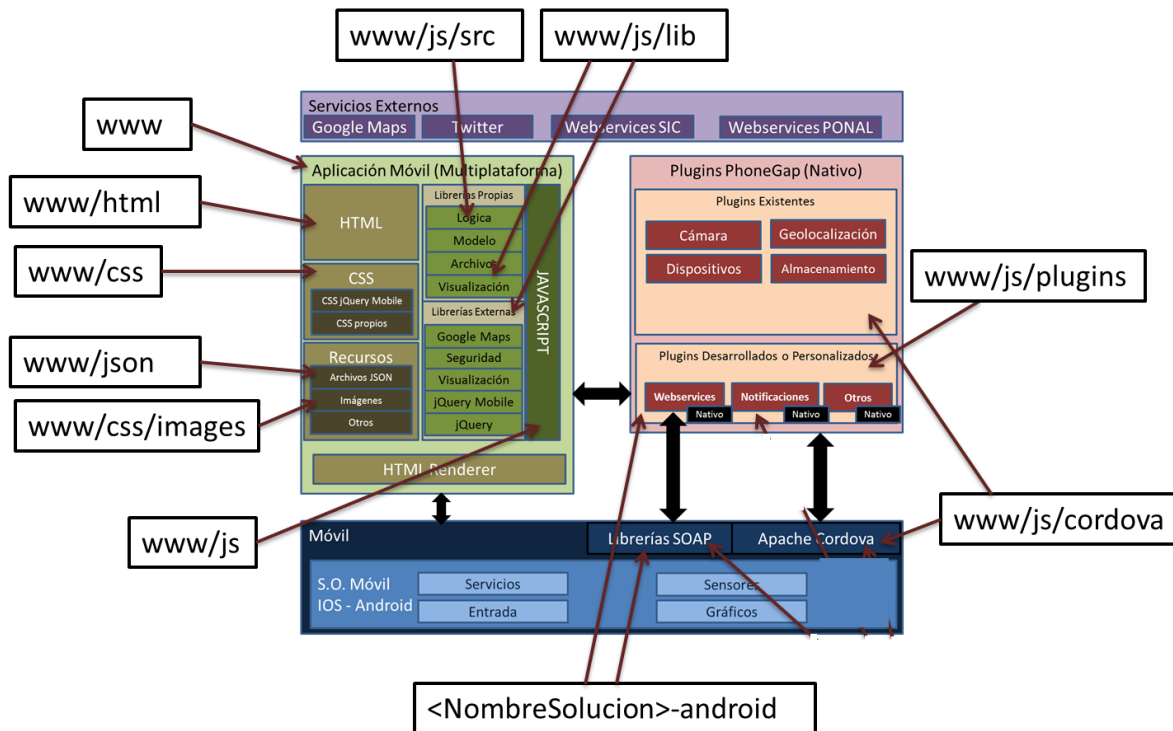 www/js/src
www/js/lib
www
www/html
www/css
www/json
www/css/images
www/js
www/js/plugins
www/js/cordova
<NombreSolucion>-android
Servicios Externos
Google Maps
Twitter
Webservices SIC
Webservices PONAL
Aplicación Móvil (Multiplataforma)
HTML
CSS
CSS jQuery Mobile
CSS propios
Recursos
Archivos JSON
Imágenes
Otros
Librerías Propias
Lógica
Modelo
Archivos
Visualización
Librerías Externas
Google Maps
Seguridad
Visualización
jQuery Mobile
jQuery
JAVASCRIPT
HTML Renderer
Plugins PhoneGap (Nativo)
Plugins Existentes
Cámara
Geolocalización
Dispositivos
Almacenamiento
Plugins Desarrollados o Personalizados
Webservices
Notificaciones
Otros
Nativo
Nativo
Nativo
Móvil
Librerías SOAP
Apache Cordova
S.O. Móvil
IOS - Android
Servicios
Sensores
Entrada
Gráficos